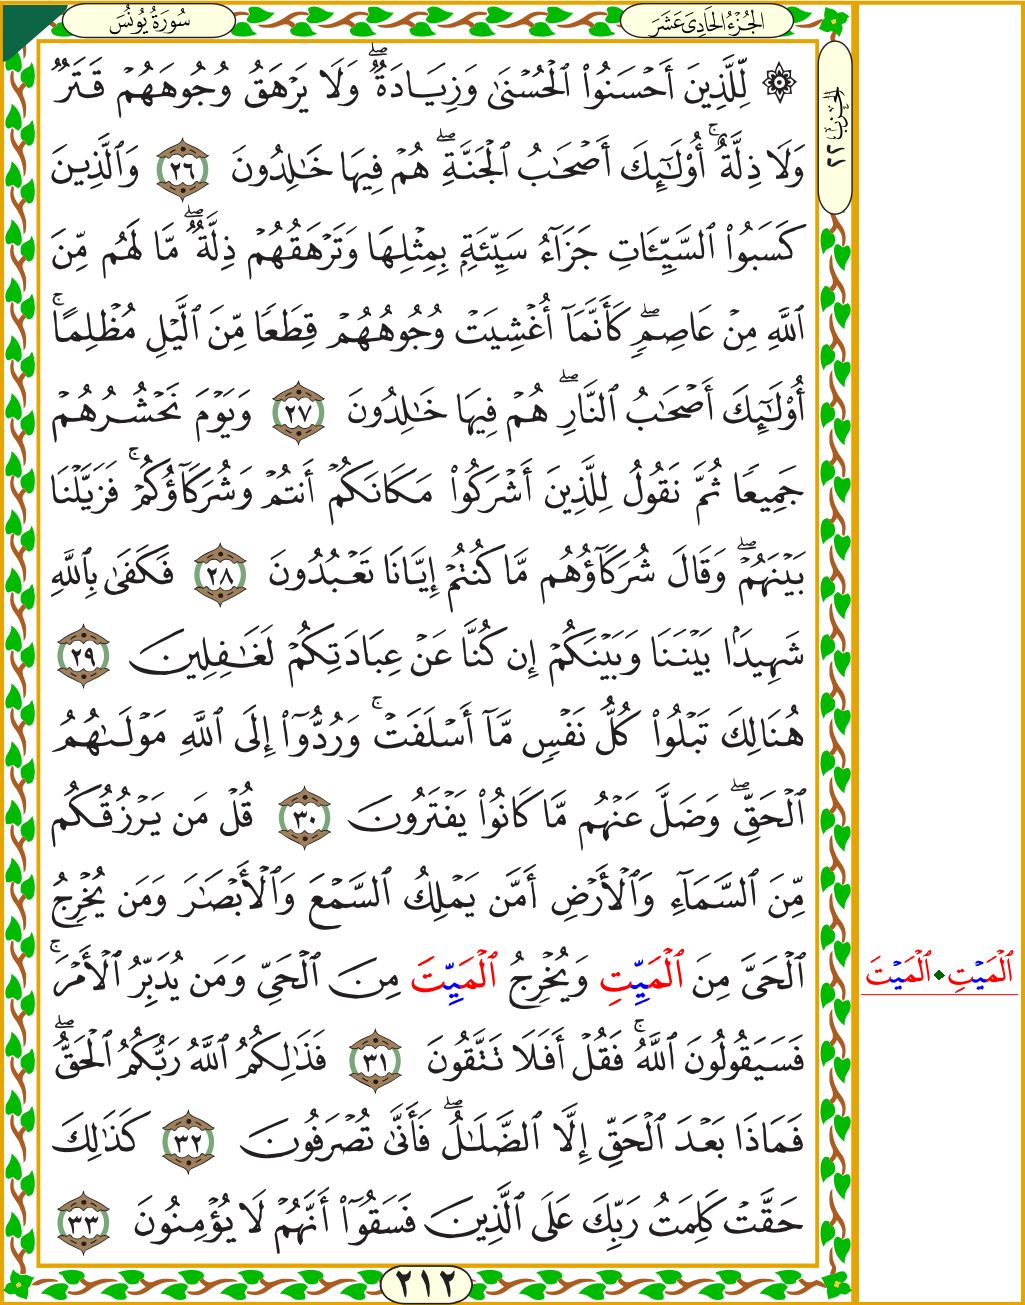 سُورَةُ يُونُسَ
الجُزْءُ الحَادِي عَشَرَ
الحِزْبُ ٢٢
۞ لِّلَّذِينَ أَحْسَنُوا۟ ٱلْحُسْنَىٰ وَزِيَادَةٌۖ وَلَا يَرْهَقُ وُجُوهَهُمْ قَتَرٌ
وَلَا ذِلَّةٌۚ أُو۟لَٰٓئِكَ أَصْحَٰبُ ٱلْجَنَّةِۖ هُمْ فِيهَا خَٰلِدُونَ ٢٦ وَٱلَّذِينَ
كَسَبُوا۟ ٱلسَّيِّـَٔاتِ جَزَآءُ سَيِّئَةٍۭ بِمِثْلِهَا وَتَرْهَقُهُمْ ذِلَّةٌۖ مَّا لَهُم مِّنَ
ٱللَّهِ مِنْ عَاصِمٍۖ كَأَنَّمَآ أُغْشِيَتْ وُجُوهُهُمْ قِطَعًا مِّنَ ٱلَّيْلِ مُظْلِمًاۚ
أُو۟لَٰٓئِكَ أَصْحَٰبُ ٱلنَّارِۖ هُمْ فِيهَا خَٰلِدُونَ ٢٧ وَيَوْمَ نَحْشُرُهُمْ
جَمِيعًا ثُمَّ نَقُولُ لِلَّذِينَ أَشْرَكُوا۟ مَكَانَكُمْ أَنتُمْ وَشُرَكَآؤُكُمْۚ فَزَيَّلْنَا
بَيْنَهُمْۖ وَقَالَ شُرَكَآؤُهُم مَّا كُنتُمْ إِيَّانَا تَعْبُدُونَ ٢٨ فَكَفَىٰ بِٱللَّهِ
شَهِيدًۢا بَيْنَنَا وَبَيْنَكُمْ إِن كُنَّا عَنْ عِبَادَتِكُمْ لَغَٰفِلِينَ ٢٩
هُنَالِكَ تَبْلُوا۟ كُلُّ نَفْسٍ مَّآ أَسْلَفَتْۚ وَرُدُّوٓا۟ إِلَى ٱللَّهِ مَوْلَىٰهُمُ
ٱلْحَقِّۖ وَضَلَّ عَنْهُم مَّا كَانُوا۟ يَفْتَرُونَ ٣٠ قُلْ مَن يَرْزُقُكُم
مِّنَ ٱلسَّمَآءِ وَٱلْأَرْضِ أَمَّن يَمْلِكُ ٱلسَّمْعَ وَٱلْأَبْصَٰرَ وَمَن يُخْرِجُ
ٱلْحَىَّ مِنَ ٱلْمَيِّتِ وَيُخْرِجُ ٱلْمَيِّتَ مِنَ ٱلْحَىِّ وَمَن يُدَبِّرُ ٱلْأَمْرَۚ
ٱلْمَيْتِ ٱلْمَيْتَ
فَسَيَقُولُونَ ٱللَّهُۚ فَقُلْ أَفَلَا تَتَّقُونَ ٣١ فَذَٰلِكُمُ ٱللَّهُ رَبُّكُمُ ٱلْحَقُّۖ
فَمَاذَا بَعْدَ ٱلْحَقِّ إِلَّا ٱلضَّلَٰلُۖ فَأَنَّىٰ تُصْرَفُونَ ٣٢ كَذَٰلِكَ
حَقَّتْ كَلِمَتُ رَبِّكَ عَلَى ٱلَّذِينَ فَسَقُوٓا۟ أَنَّهُمْ لَا يُؤْمِنُونَ ٣٣
٢١٢